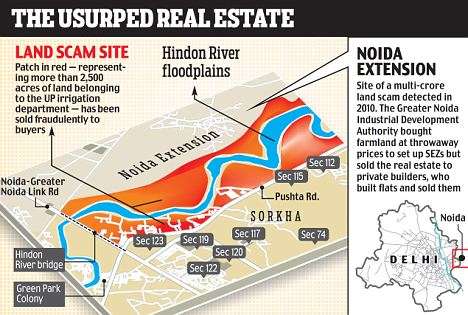 THE USURPED REAL ESTATE
LAND SCAM SITE
Patch in red — represent-
ing more than 2,500
acres of land belonging
to the UP irrigation
department — has been
sold fraudulently to
buyers
Hindon River
floodplains
NOIDA
EXTENSION
Site of a multi-crore
land scam detected in
2010. The Greater Noida
Industrial Development
Authority bought
farmland at throwaway
prices to set up SEZs but
sold the real estate to
private builders, who
built flats and sold them
Noida Extension
Sec 112
Sec 115
Noida-Greater
Noida Link Rd
Pushta Rd.
SORKHA
Sec 123
Sec 119
Sec 117
Sec 74
Sec 120
Sec 122
Hindon
River bridge
Green Park
Colony
Noida
DELHI